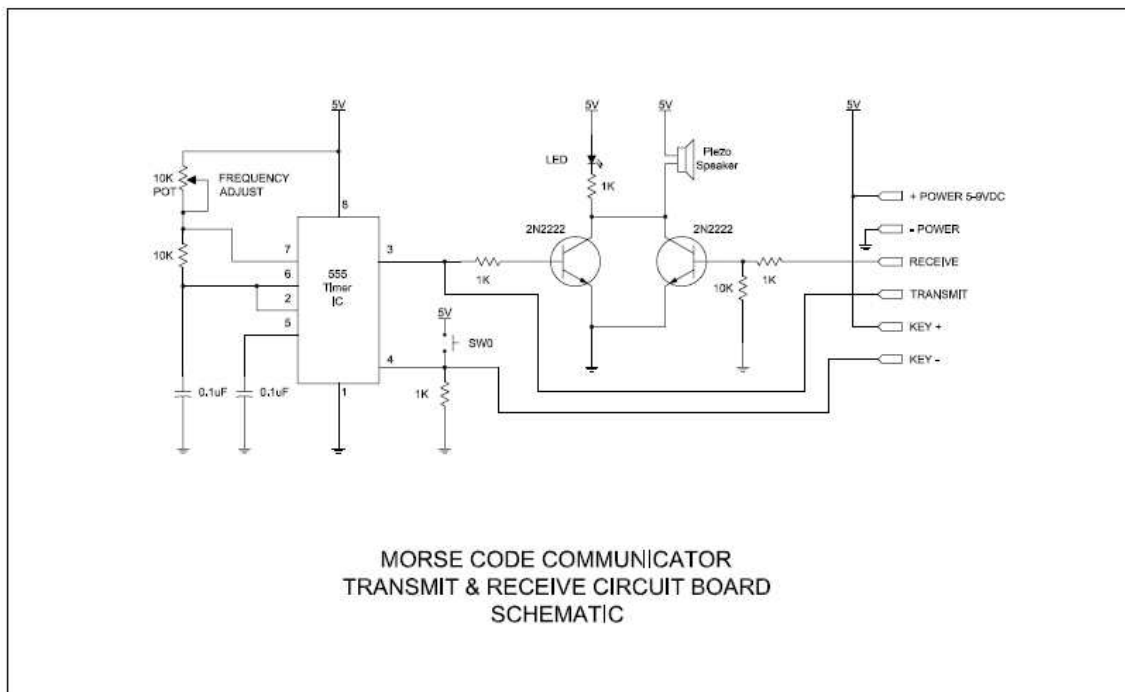 5V
5V
5V
5V
10K
POT
FREQUENCY
ADJUST
LED
1K
Piezo
Speaker
+ POWER 5-9VDC
- POWER
RECEIVE
TRANSMIT
KEY +
KEY -
8
2N2222
2N2222
10K
7
3
6
555
Timer
IC
2
1K
10K
1K
5
5V
SW0
4
0.1uF
0.1uF
1
1K
MORSE CODE COMMUNICATOR
TRANSMIT & RECEIVE CIRCUIT BOARD
SCHEMATIC